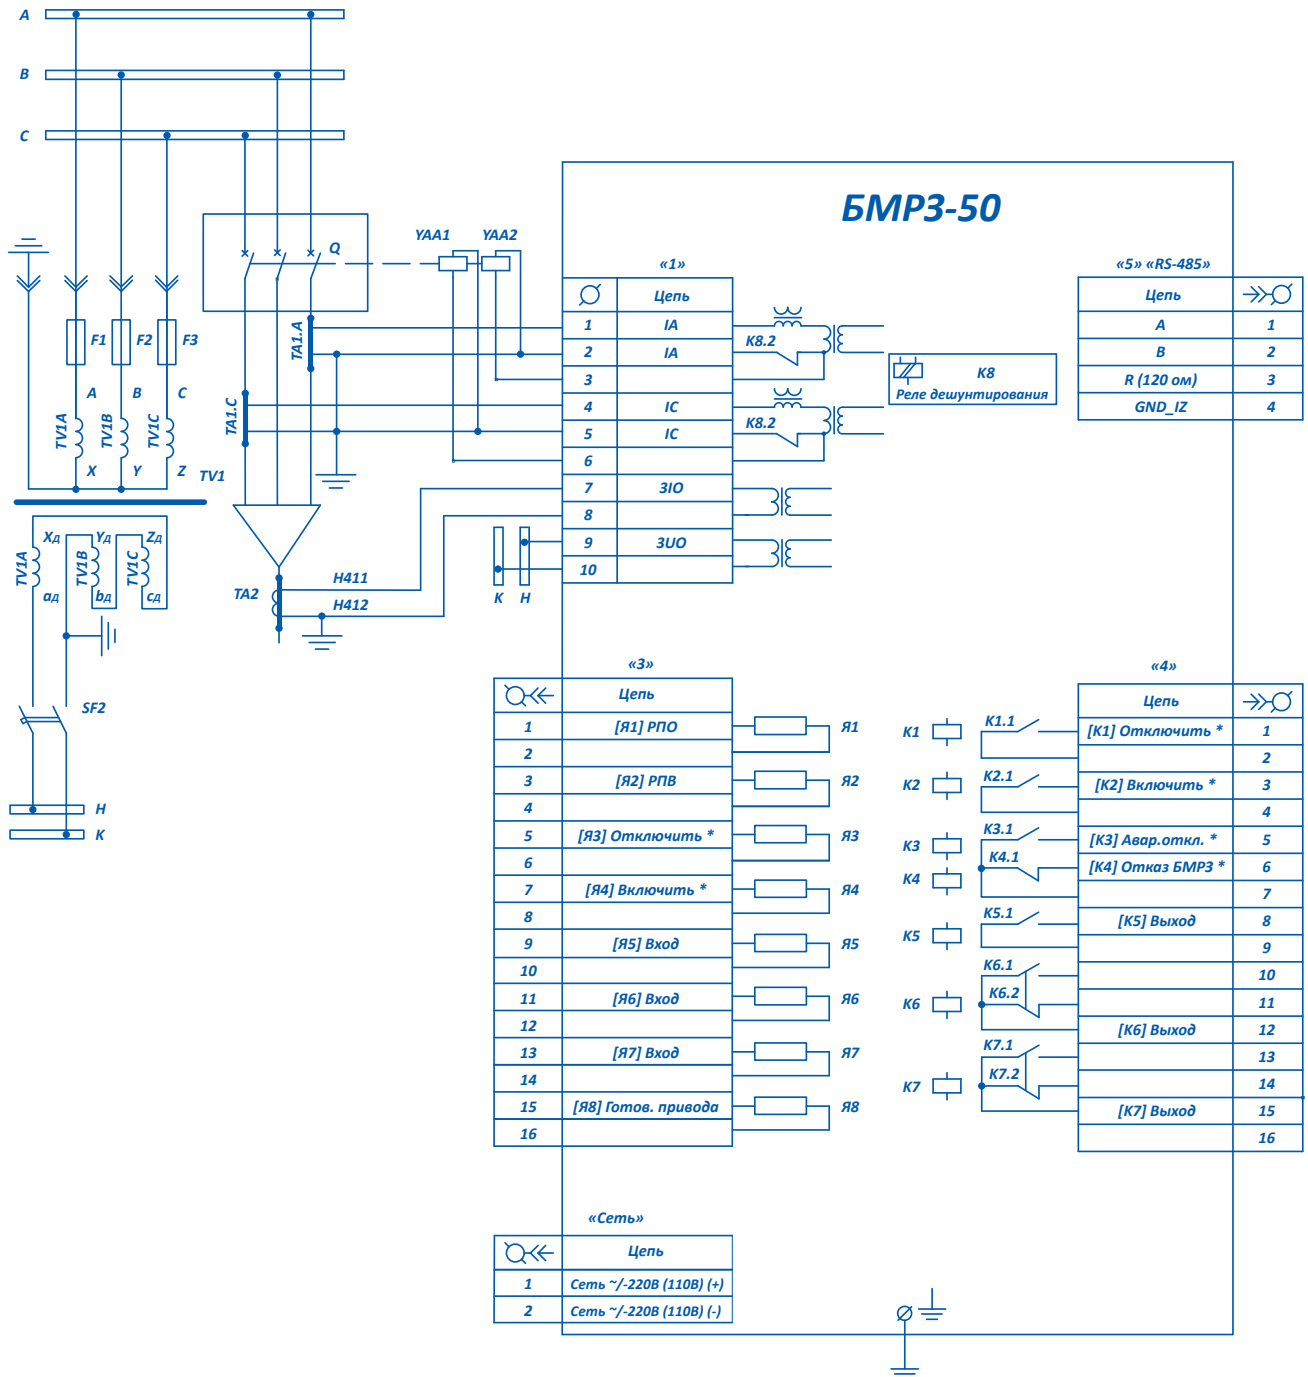 A
B
C
БМРЗ-50
Q
YAA1 YAA2
«1»
Цепь
1 IA
2 IA
3
4 IC
5 IC
6
7 3IO
8
9 3UO
10
K8.2
K8.2
K8
Реле дешунтирования
«5» «RS-485»
Цепь
A 1
B 2
R (120 ом) 3
GND_IZ 4
F1 F2 F3
A B C
TV1A TV1B TV1C
X Y Z TV1
TA1.A
TA1.C
Xд Yд Zд
TV1A TV1B TV1C
aд bд cд
TA2
H411
H412
K H
SF2
H
K
«3»
Цепь
1 [Я1] РПО Я1
2
3 [Я2] РПВ Я2
4
5 [Я3] Отключить * Я3
6
7 [Я4] Включить * Я4
8
9 [Я5] Вход Я5
10
11 [Я6] Вход Я6
12
13 [Я7] Вход Я7
14
15 [Я8] Готов. привода Я8
16
«4»
Цепь
K1 K1.1 [K1] Отключить * 1
2
K2 K2.1 [K2] Включить * 3
4
K3 K3.1 [K3] Авар.откл. * 5
K4 K4.1 [K4] Отказ БМРЗ * 6
7
K5 K5.1 [K5] Выход 8
9
K6.1 10
K6 K6.2 11
[K6] Выход 12
K7.1 13
K7 K7.2 14
[K7] Выход 15
16
«Сеть»
Цепь
1 Сеть ~/-220В (110В) (+)
2 Сеть ~/-220В (110В) (-)